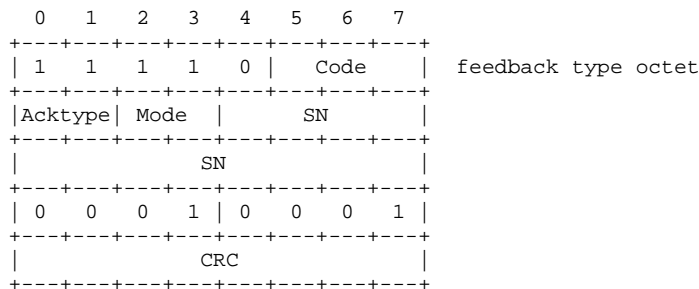 0   1   2   3   4   5   6   7
+---+---+---+---+---+---+---+---+
| 1   1   1   1   0 |   Code    |  feedback type octet
+---+---+---+---+---+---+---+---+
|Acktype| Mode  |      SN       |
+---+---+---+---+---+---+---+---+
|              SN               |
+---+---+---+---+---+---+---+---+
| 0   0   0   1 | 0   0   0   1 |
+---+---+---+---+---+---+---+---+
|              CRC              |
+---+---+---+---+---+---+---+---+